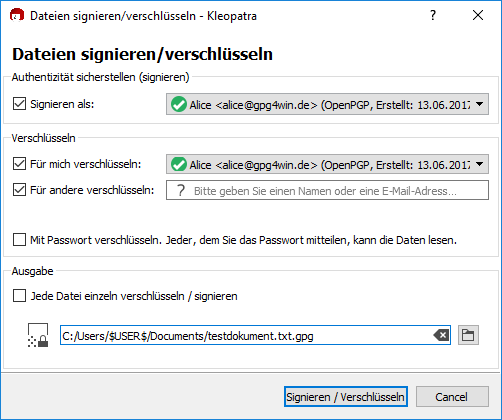 Dateien signieren/verschlüsseln - Kleopatra
Dateien signieren/verschlüsseln
Authentizität sicherstellen (signieren)
Signieren als:
Alice <alice@gpg4win.de> (OpenPGP, Erstellt: 13.06.2017
Verschlüsseln
Für mich verschlüsseln:
Alice <alice@gpg4win.de> (OpenPGP, Erstellt: 13.06.2017
Für andere verschlüsseln:
Bitte geben Sie einen Namen oder eine E-Mail-Adress...
Mit Passwort verschlüsseln. Jeder, dem Sie das Passwort mitteilen, kann die Daten lesen.
Ausgabe
Jede Datei einzeln verschlüsseln / signieren
C:/Users/$USER$/Documents/testdokument.txt.gpg
Signieren / Verschlüsseln
Cancel